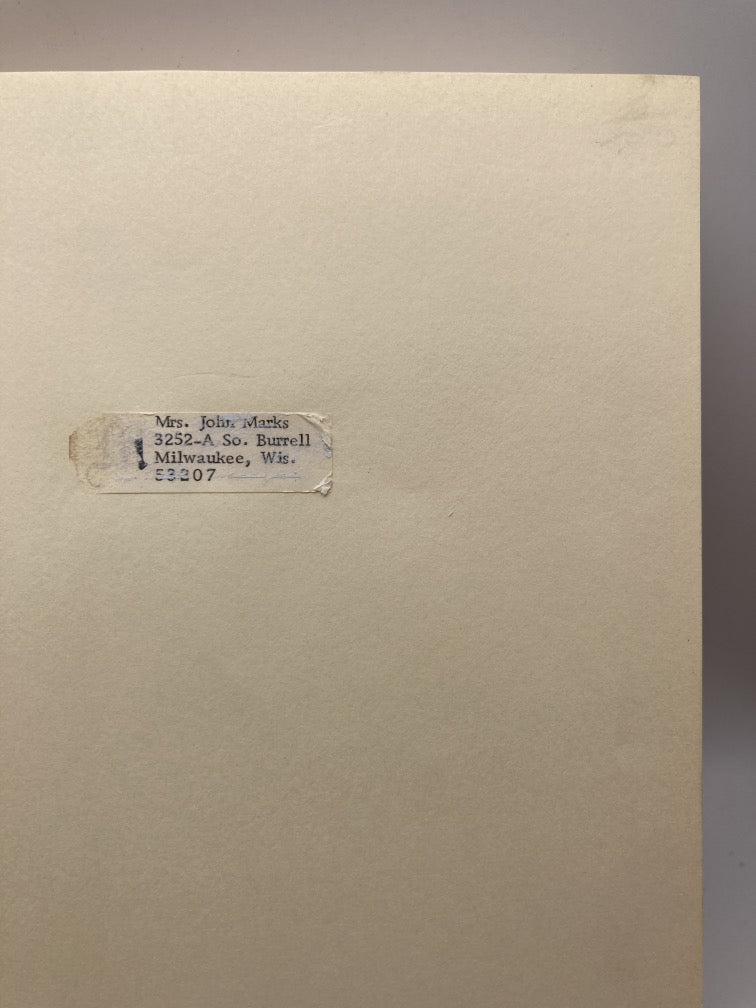 Mrs. John Marks
3252-A So. Burrell
Milwaukee, Wis.
53207